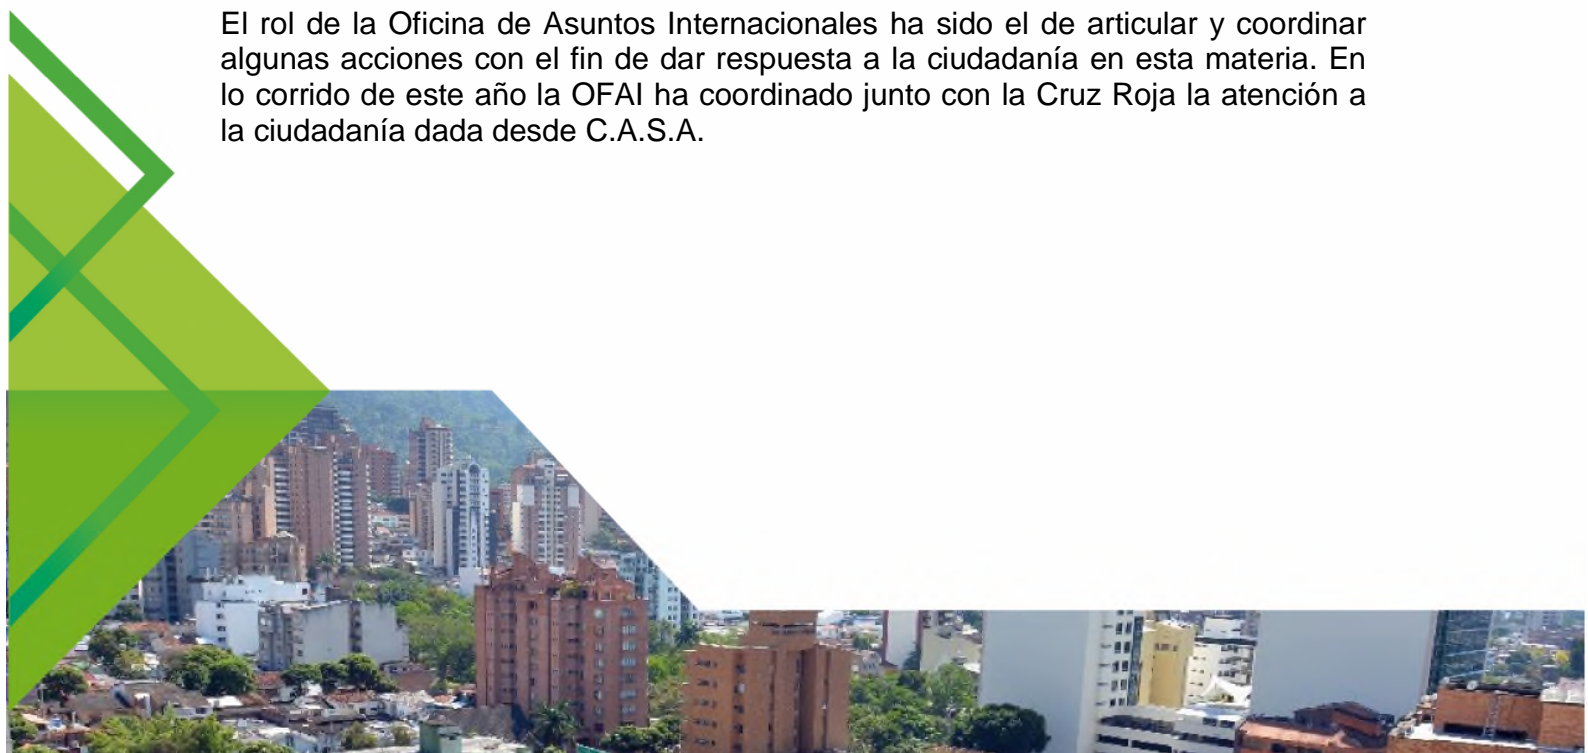 El rol de la Oficina de Asuntos Internacionales ha sido el de articular y coordinar
algunas acciones con el fin de dar respuesta a la ciudadanía en esta materia. En
lo corrido de este año la OFAI ha coordinado junto con la Cruz Roja la atención a
la ciudadanía dada desde C.A.S.A.